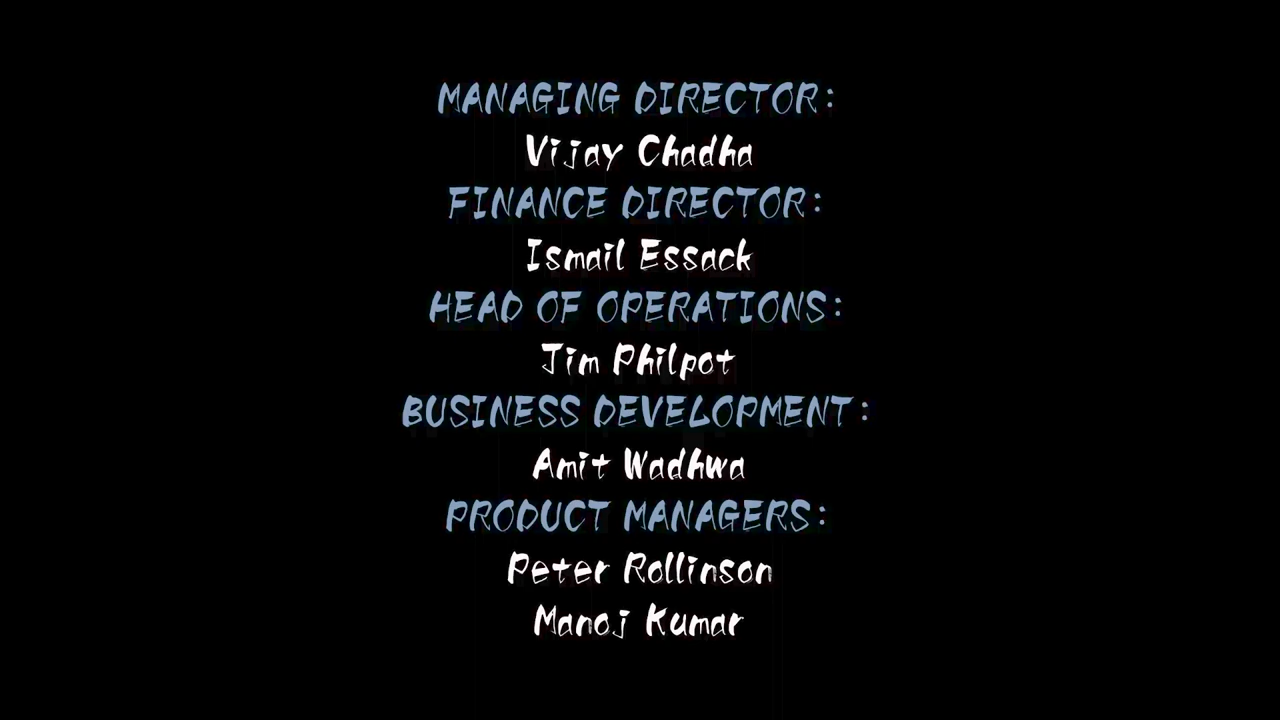 MANAGING DIRECTOR:
Vijay Chadha
FINANCE DIRECTOR:
Ismail Essack
HEAD OF OPERATIONS:
Jim Philpot
BUSINESS DEVELOPMENT:
Amit Wadhwa
PRODUCT MANAGERS:
Peter Rollinson
Manoj Kumar